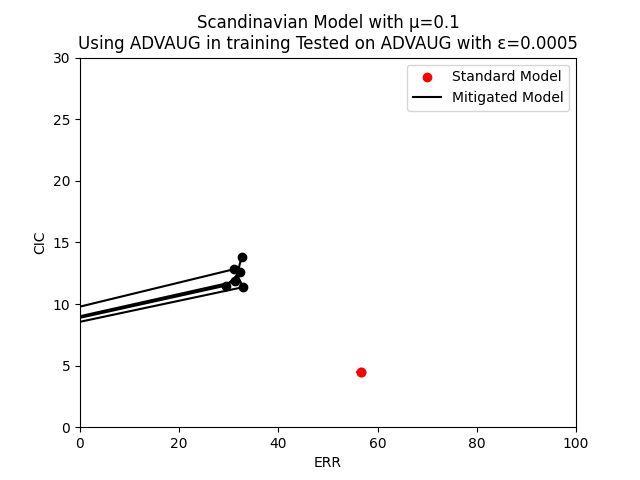 Scandinavian Model with μ=0.1
Using ADVAUG in training Tested on ADVAUG with ε=0.0005
Standard Model
Mitigated Model
30
25
20
15
10
5
0
CIC
0 20 40 60 80 100
ERR